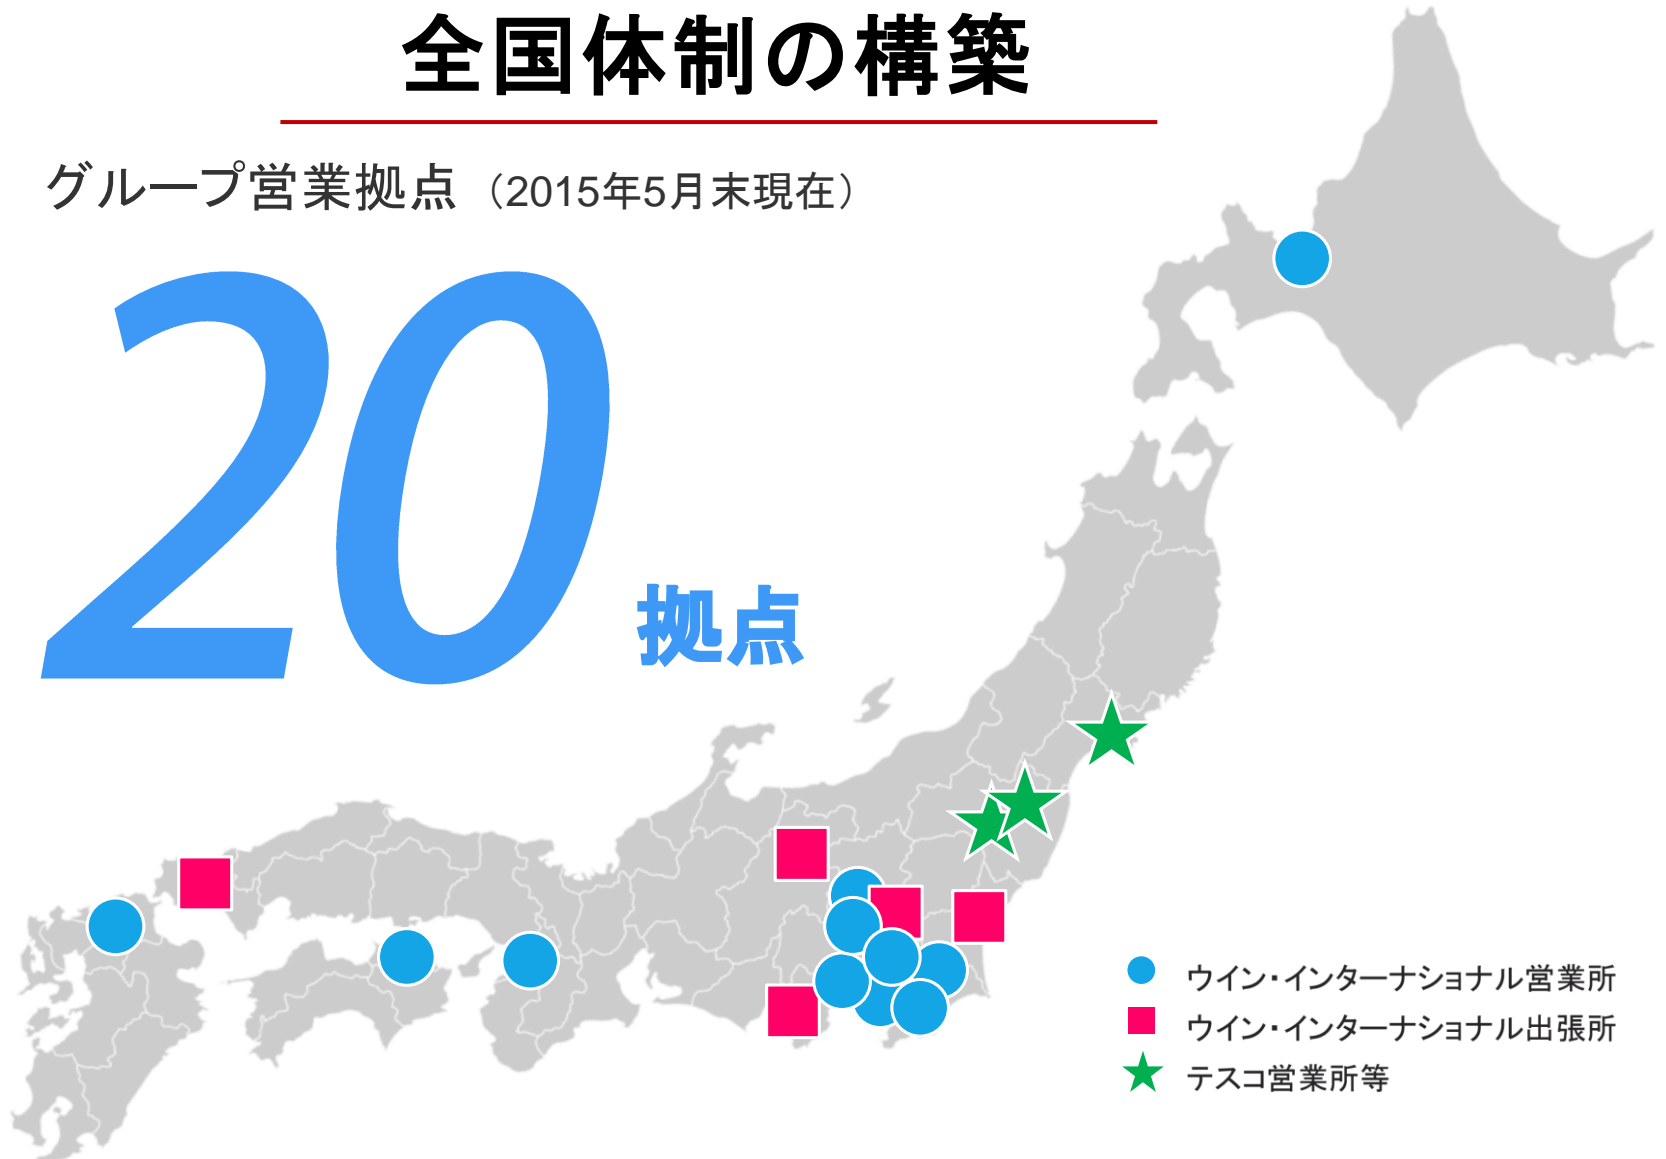 全国体制の構築
グループ営業拠点（2015年5月末現在）
20拠点
ウイン・インターナショナル営業所
ウイン・インターナショナル出張所
テスコ営業所等